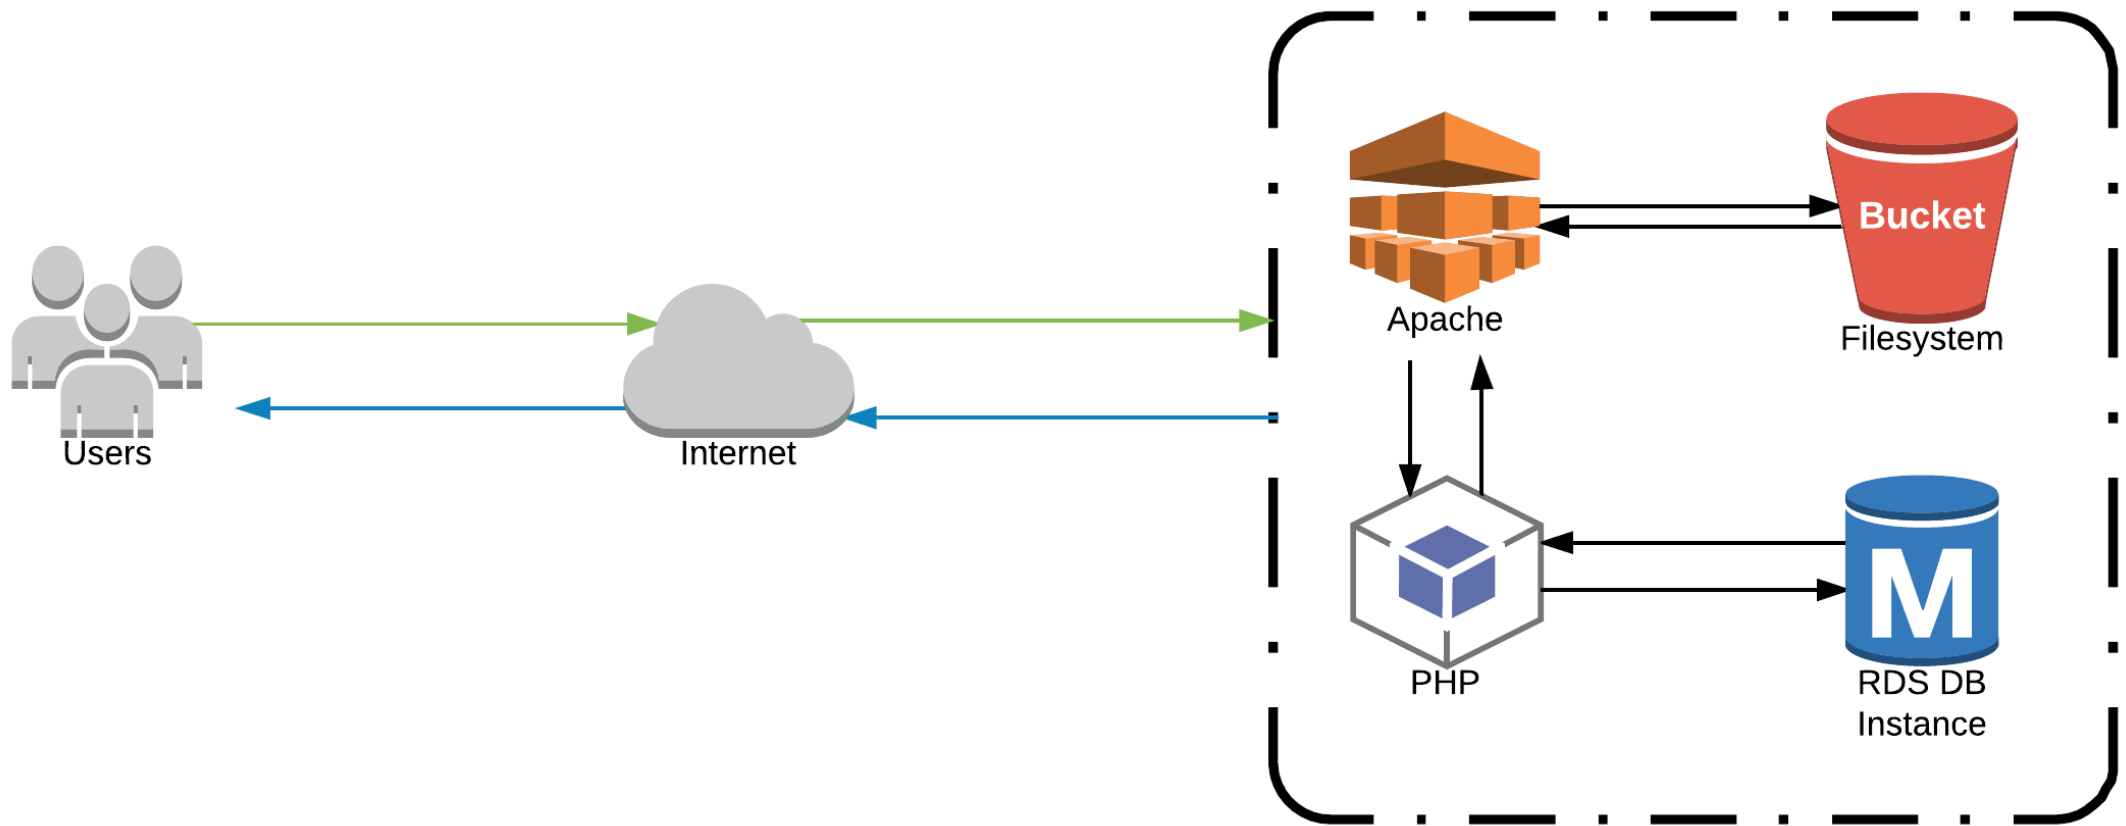 Bucket
Apache
Filesystem
Users
Internet
M
PHP
RDS DB
Instance